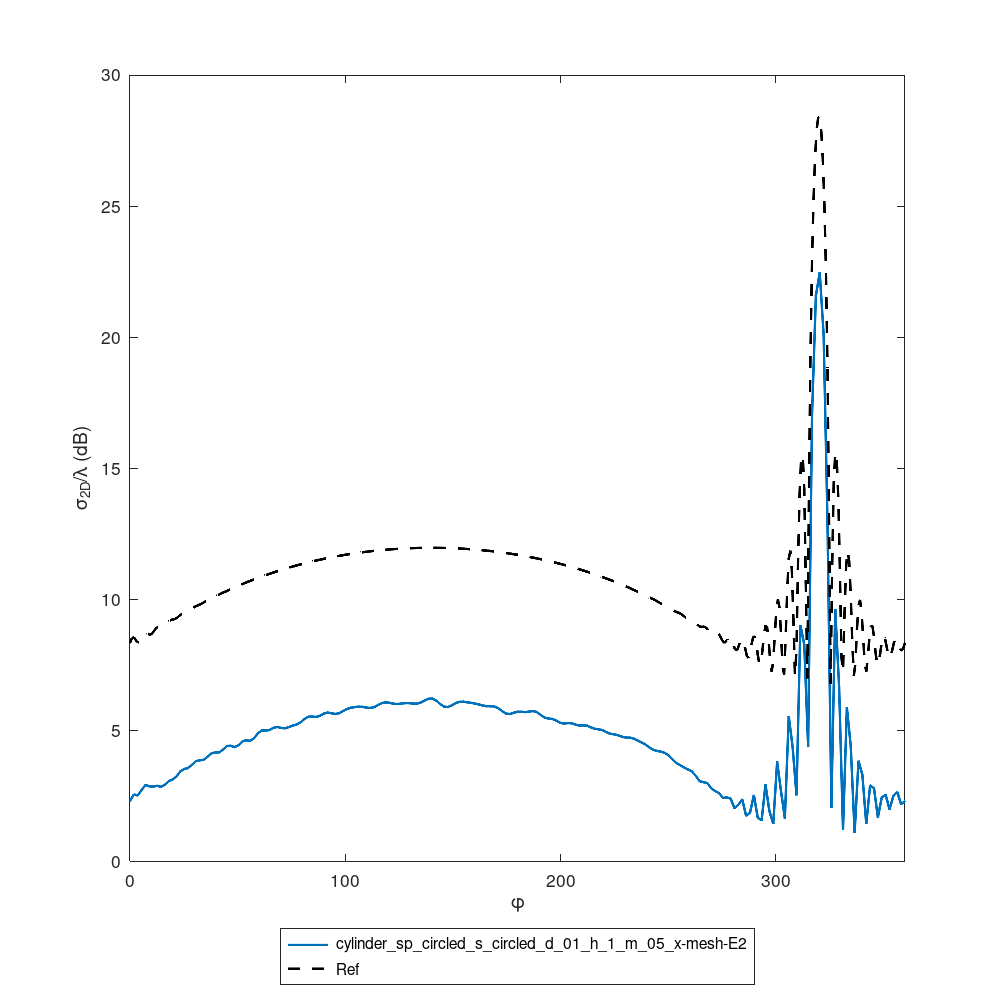 30
25
20
15
10
5
0
σ2D/λ (dB)
0 100 200 300
φ
cylinder_sp_circled_s_circled_d_01_h_1_m_05_x-mesh-E2
Ref